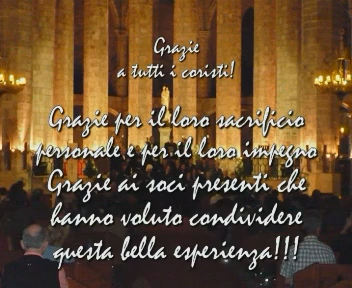 Grazie
a tutti i coristi!
Grazie per il loro sacrificio
personale e per il loro impegno
Grazie ai soci presenti che
hanno voluto condividere
questa bella esperienza!!!